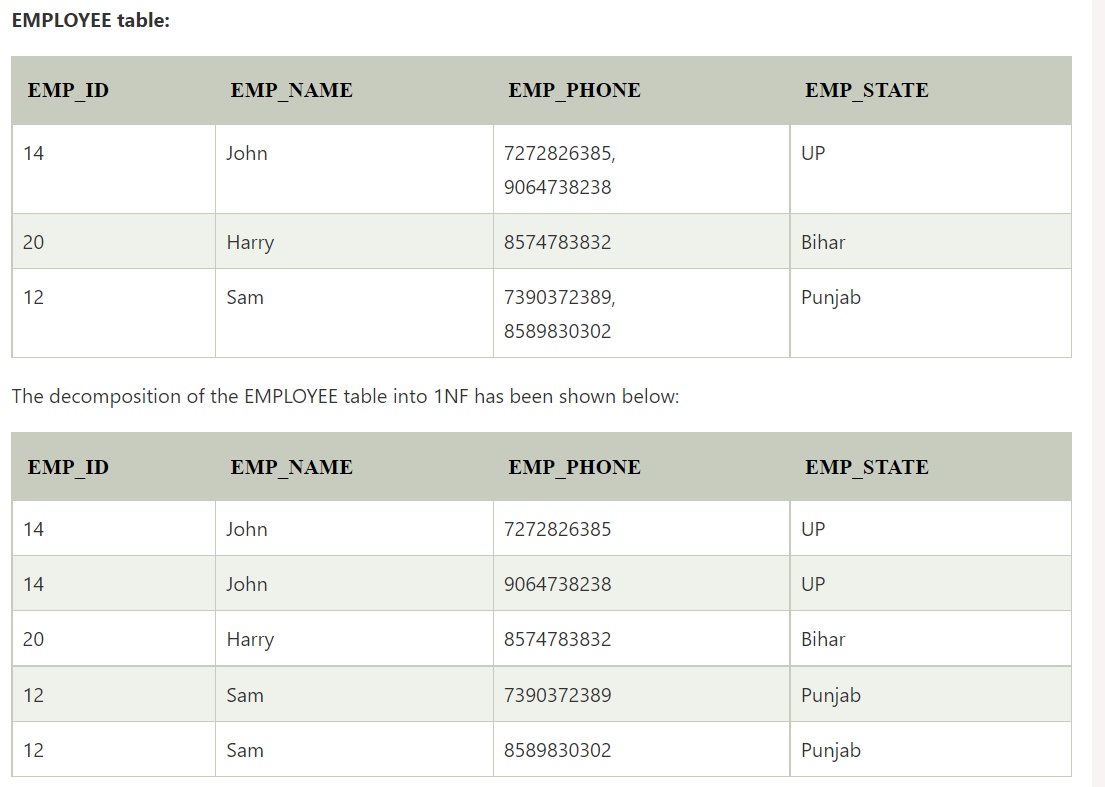 EMPLOYEE table:
EMP_ID EMP_NAME EMP_PHONE EMP_STATE
14 John 7272826385, UP
9064738238
20 Harry 8574783832 Bihar
12 Sam 7390372389, Punjab
8589830302
The decomposition of the EMPLOYEE table into 1NF has been shown below:
EMP_ID EMP_NAME EMP_PHONE EMP_STATE
14 John 7272826385 UP
14 John 9064738238 UP
20 Harry 8574783832 Bihar
12 Sam 7390372389 Punjab
12 Sam 8589830302 Punjab